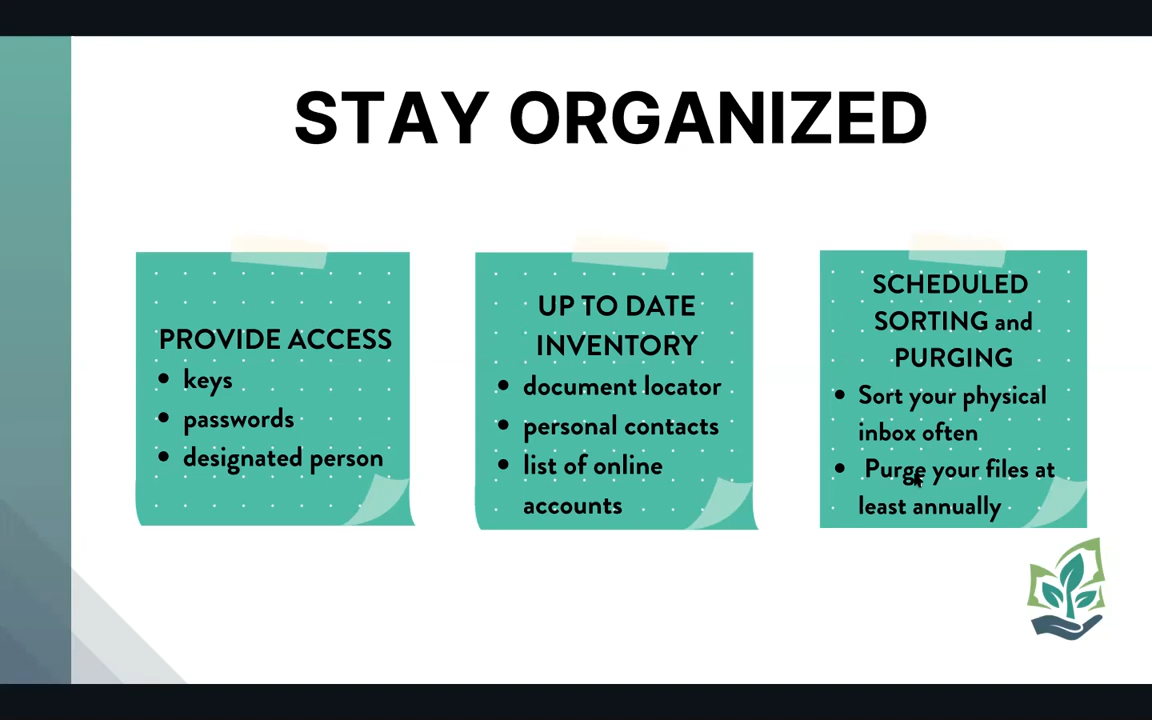 STAY ORGANIZED
PROVIDE ACCESS
• keys
• passwords
• designated person
UP TO DATE
INVENTORY
• document locator
• personal contacts
• list of online
accounts
SCHEDULED
SORTING and
PURGING
• Sort your physical
inbox often
• Purge your files at
least annually